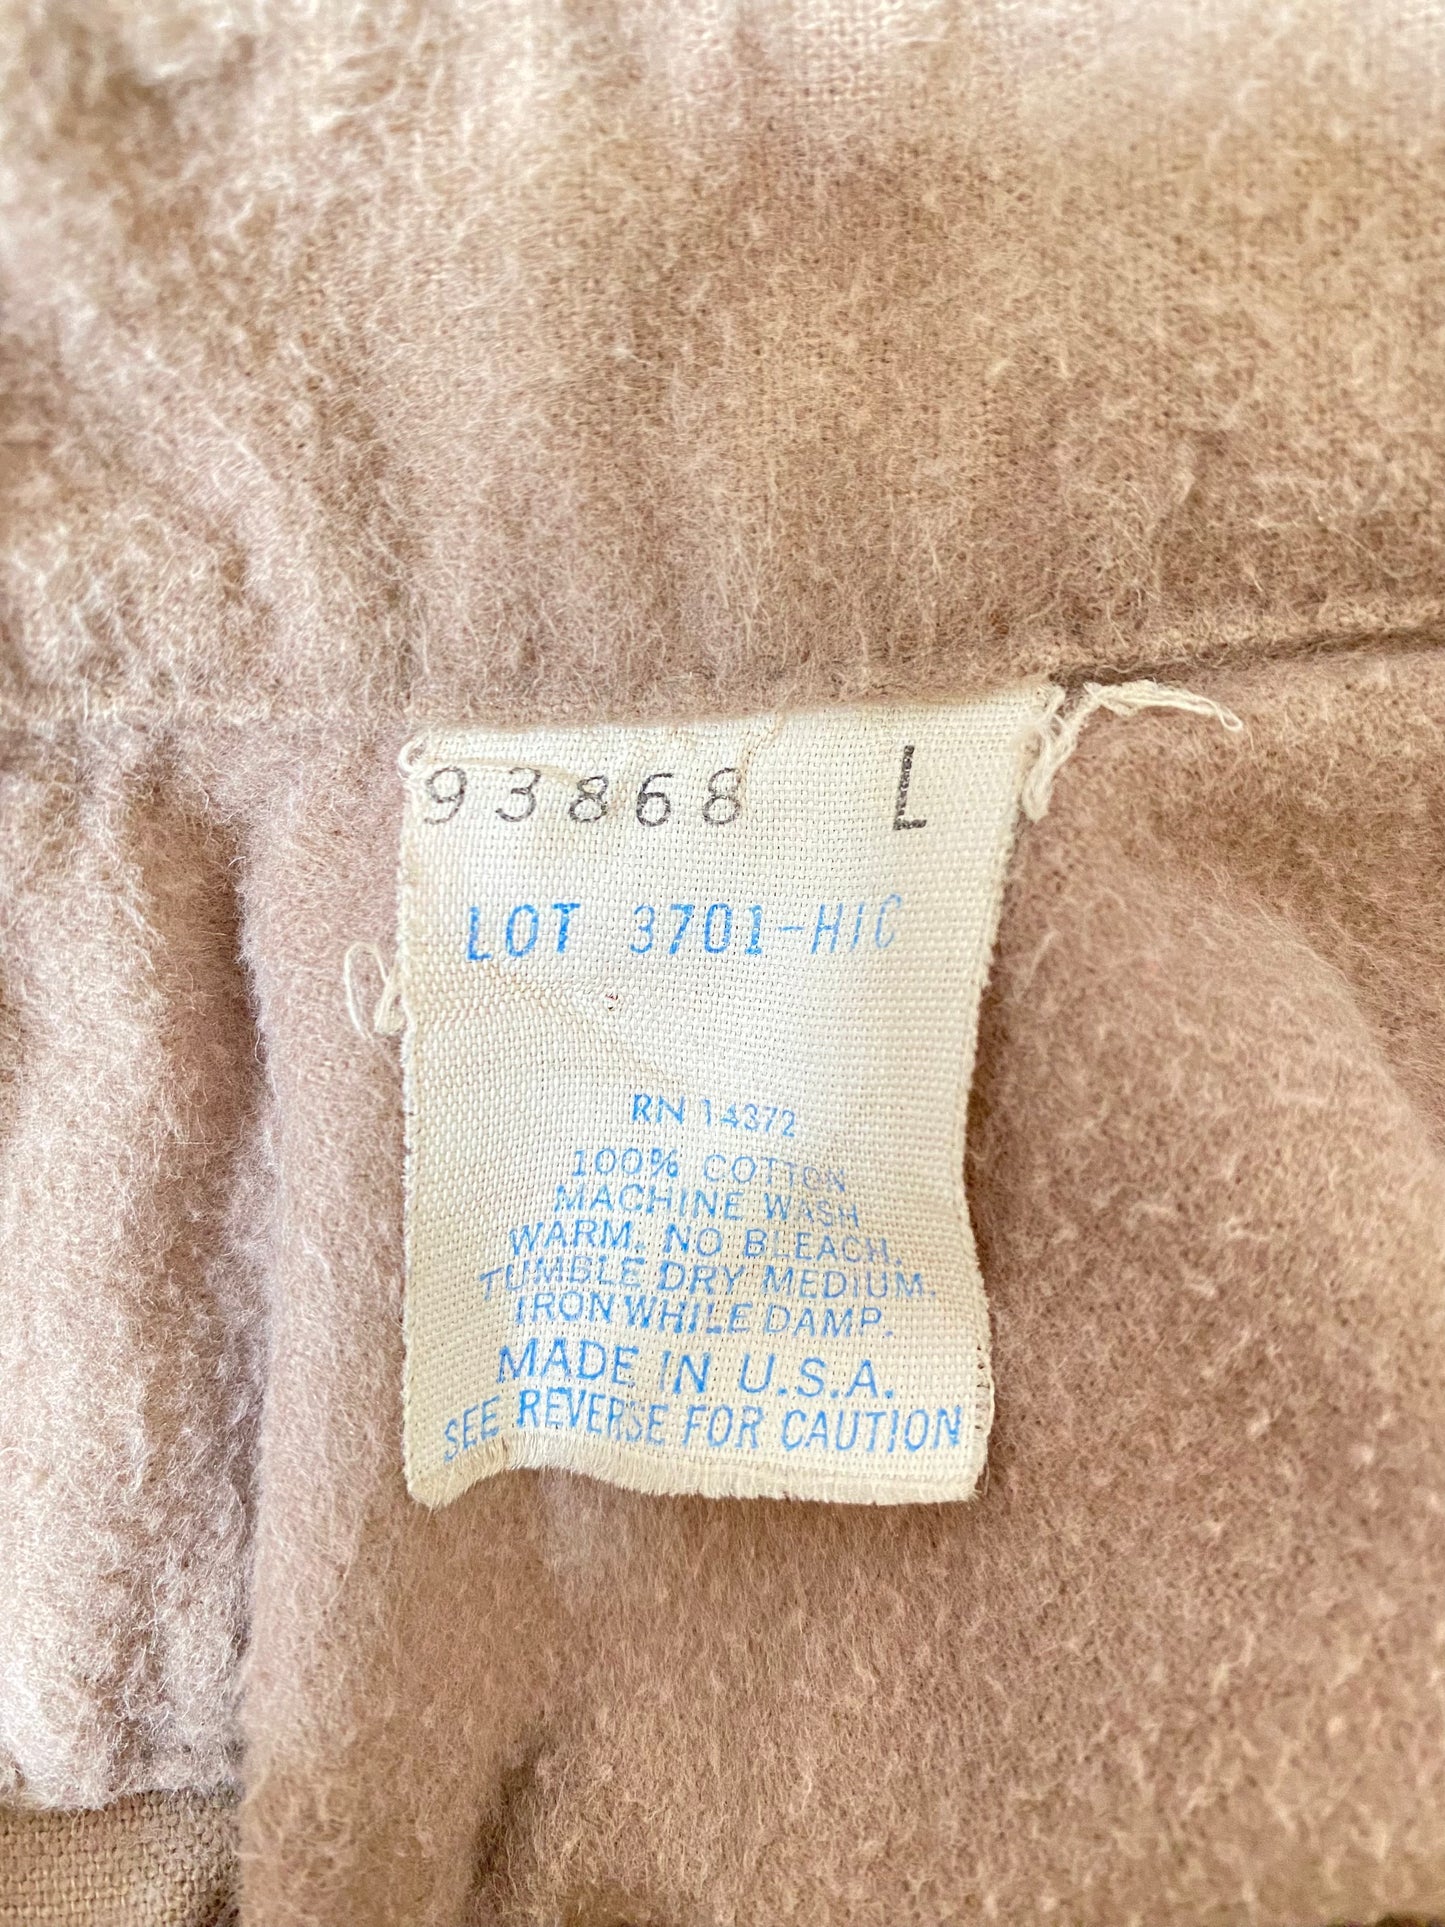 93868 L
LOT 3701-HIC
RN 14372
100% COTTON
MACHINE WASH
WARM. NO BLEACH.
TUMBLE DRY MEDIUM.
IRON WHILE DAMP.
MADE IN U.S.A.
SEE REVERSE FOR CAUTION